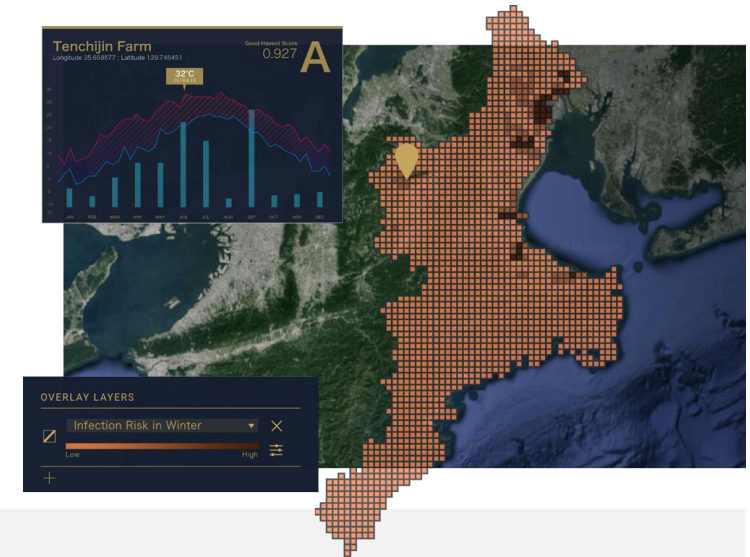 Tenchijin Farm
Longitude 35.658577 : Latitude 139.745451
Good Havest Score
0.927
A
32°C
JAN FEB MAR APR MAY JUN JUL AUG SEP OCT NOV DEC
OVERLAY LAYERS
Infection Risk in Winter
Low
High